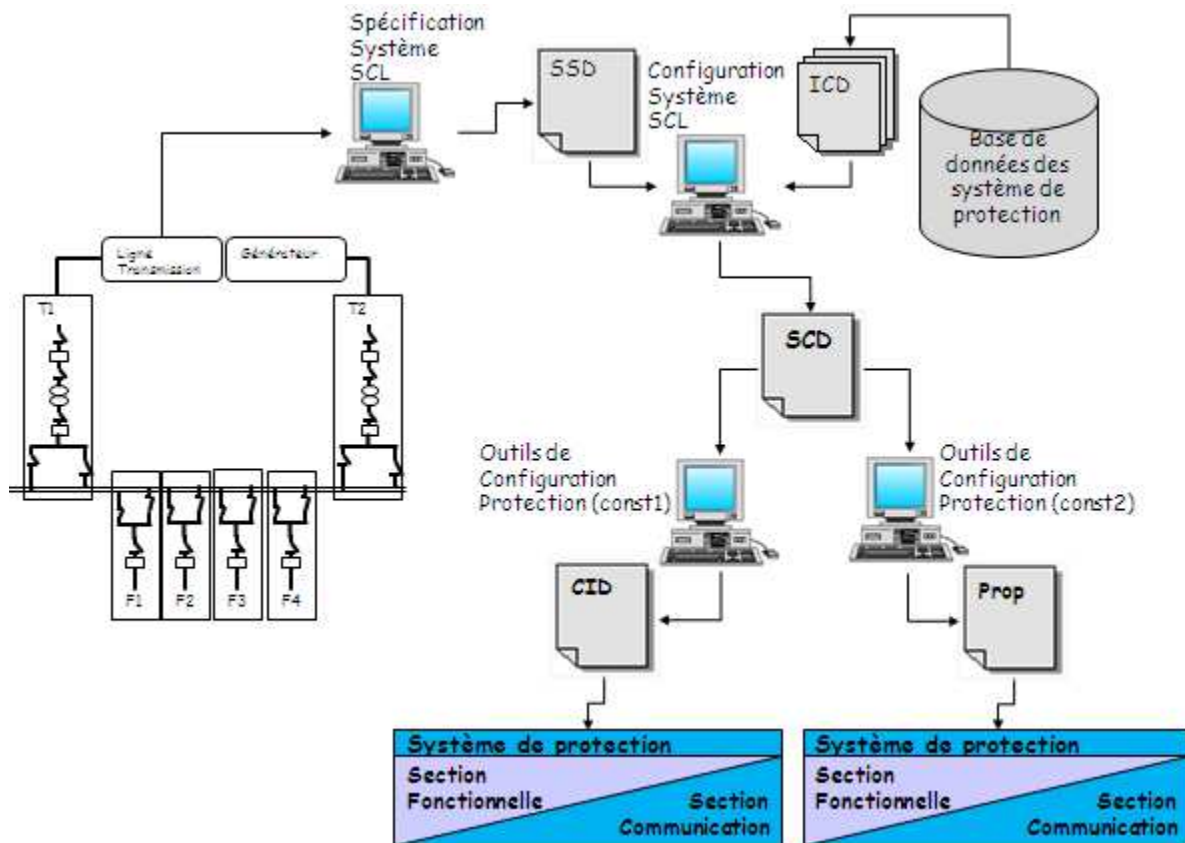 Spécification
Système
SCL
SSD
Configuration
Système
SCL
ICD
Base de
données des
système de
protection
Ligne
Transmission
Générateur
T1
T2
SCD
F1
F2
F3
F4
Outils de
Configuration
Protection (const1)
Outils de
Configuration
Protection (const2)
CID
Prop
Système de protection
Section
Fonctionnelle
Section
Communication
Système de protection
Section
Fonctionnelle
Section
Communication